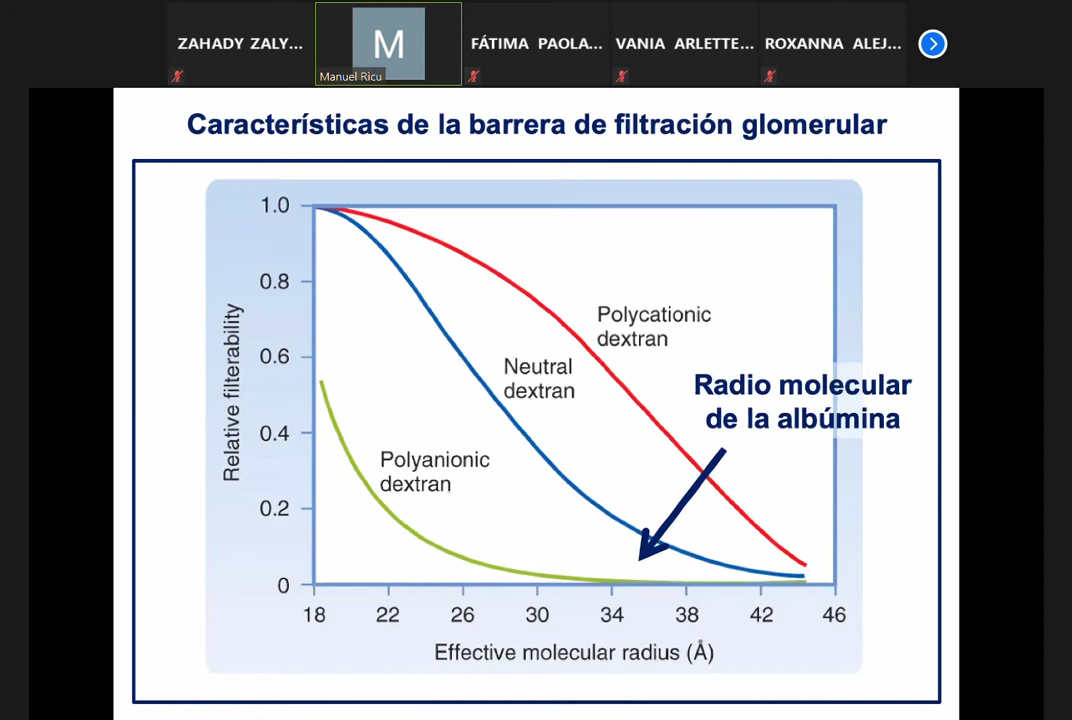 ZAHADY ZALY...
M
Manuel Ricu
FÁTIMA PAOLA...
VANIA ARLETTE...
ROXANNA ALEJ...
Características de la barrera de filtración glomerular
1.0
0.8
0.6
0.4
0.2
0
Relative filterability
Polycationic
dextran
Neutral
dextran
Radio molecular
de la albúmina
Polyanionic
dextran
18 22 26 30 34 38 42 46
Effective molecular radius (Å)